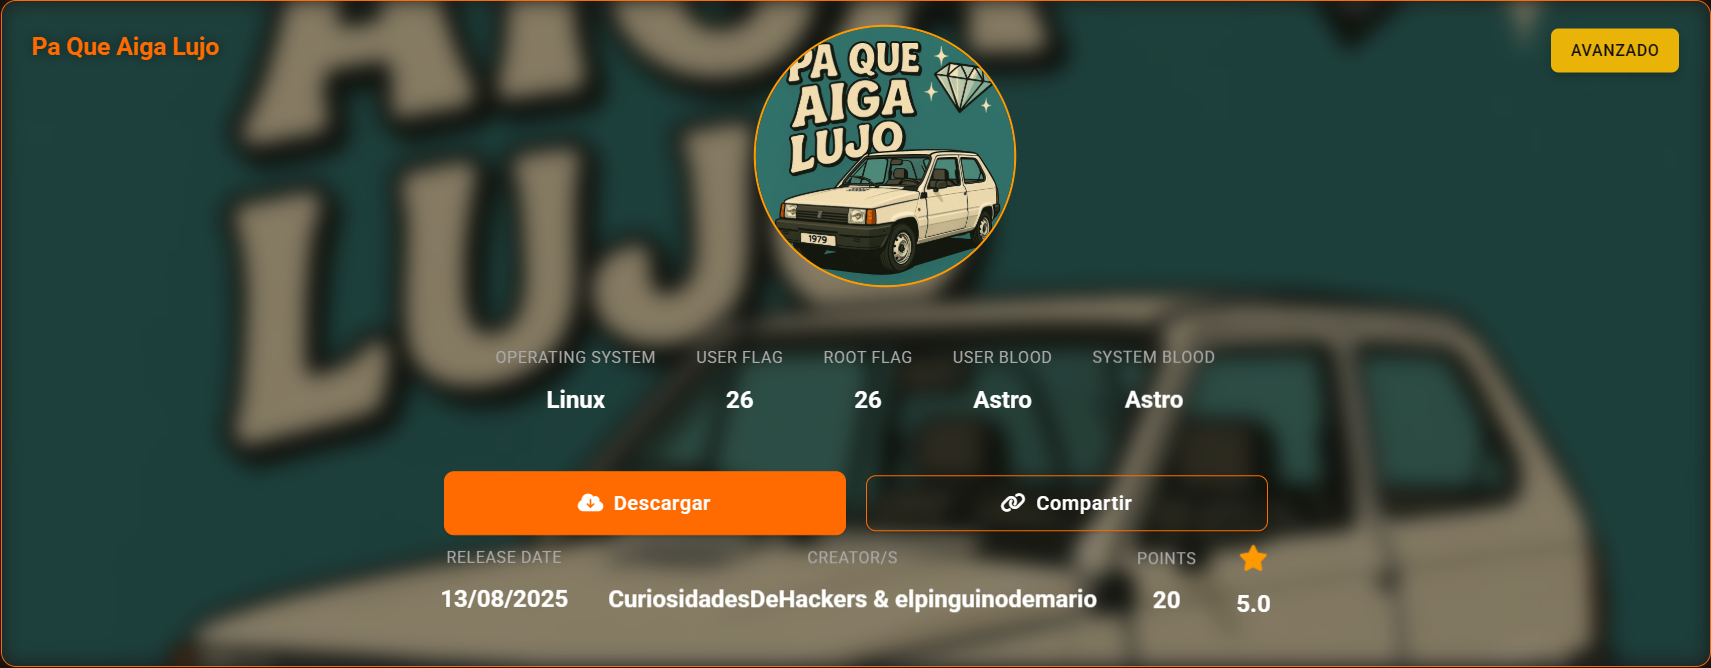 Pa Que Aiga Lujo
AVANZADO
PA QUE
AIGA
LUJO
1979
OPERATING SYSTEM USER FLAG ROOT FLAG USER BLOOD SYSTEM BLOOD
Linux 26 26 Astro Astro
Descargar Compartir
RELEASE DATE CREATOR/S POINTS
13/08/2025 CuriosidadesDeHackers & elpinguinodemario 20 5.0
AIGA
LUJO